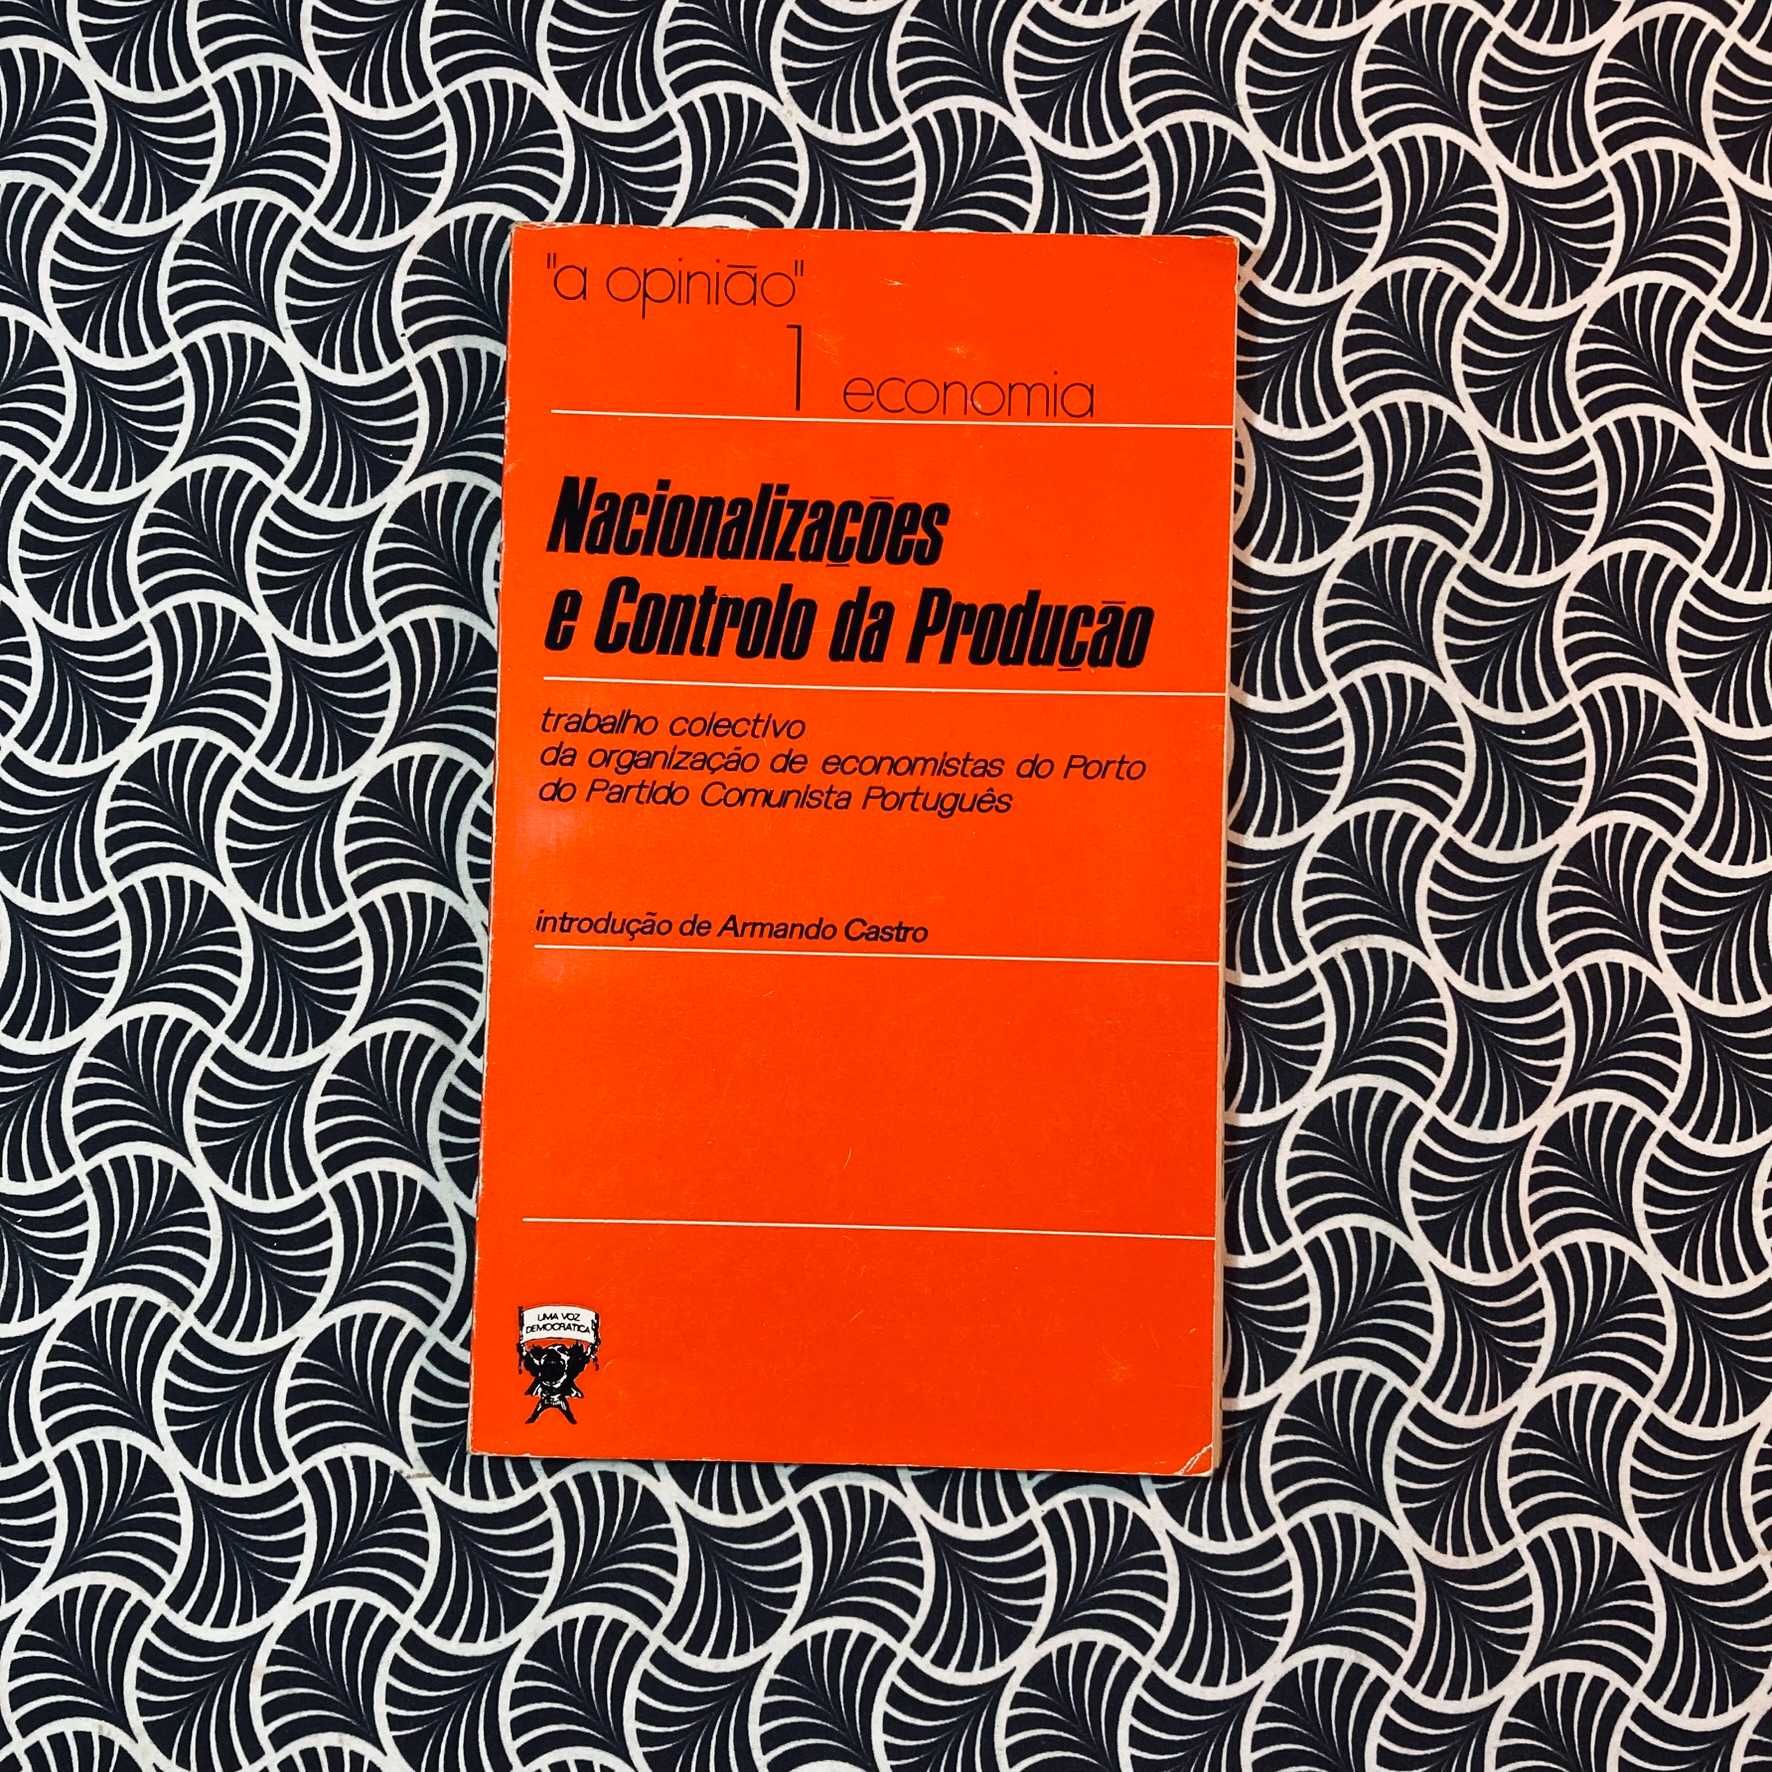 "a opinião"
1 economia
Nacionalizações
e Controlo da Produção
trabalho colectivo
da organização de economistas do Porto
do Partido Comunista Português
introdução de Armando Castro
UMA VOZ
DEMOCRATICA